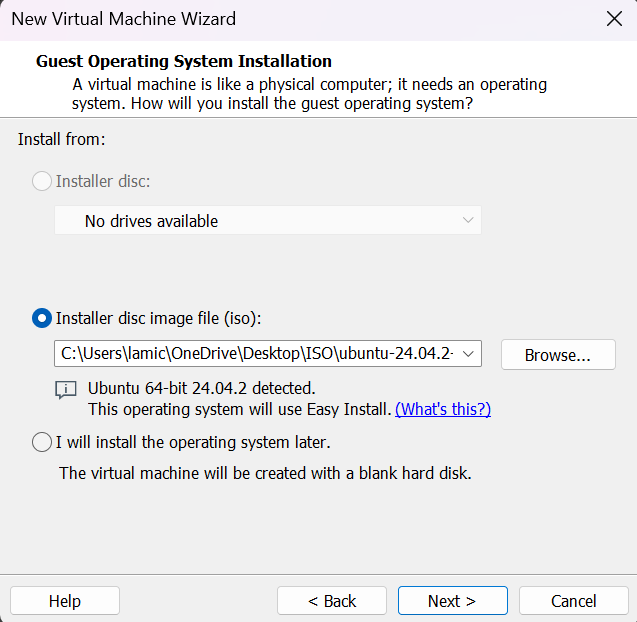 New Virtual Machine Wizard
Guest Operating System Installation
A virtual machine is like a physical computer; it needs an operating
system. How will you install the guest operating system?
Install from:
Installer disc:
No drives available
Installer disc image file (iso):
C:\Users\lamic\OneDrive\Desktop\ISO\ubuntu-24.04.2-
Browse...
Ubuntu 64-bit 24.04.2 detected.
This operating system will use Easy Install. (What's this?)
I will install the operating system later.
The virtual machine will be created with a blank hard disk.
Help
< Back
Next >
Cancel